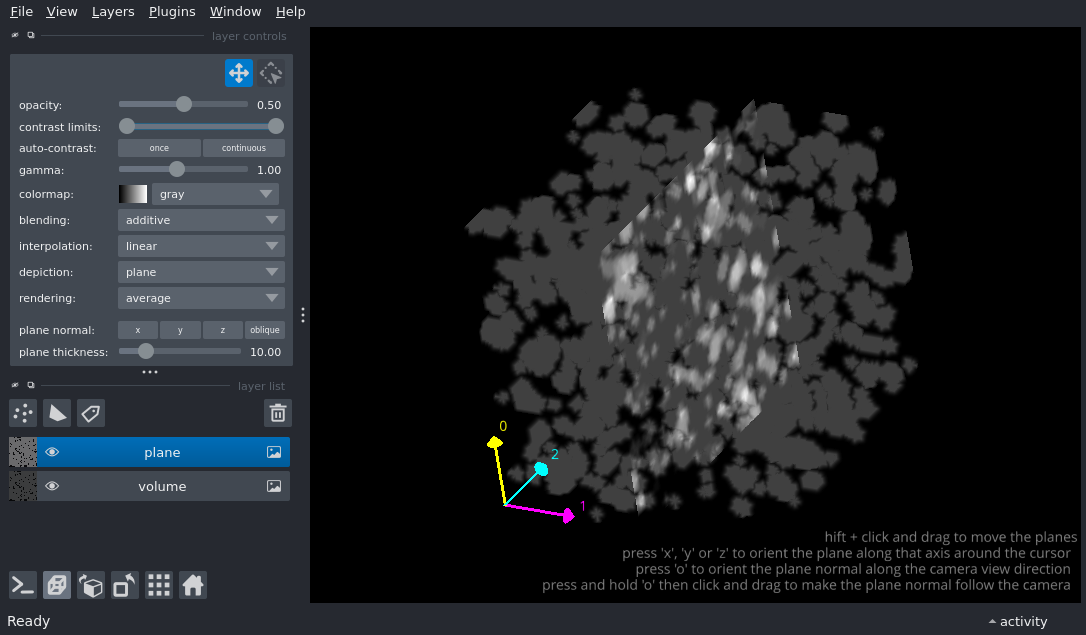 File View Layers Plugins Window Help
layer controls
opacity: 0.50
contrast limits:
auto-contrast: once continuous
gamma: 1.00
colormap: gray
blending: additive
interpolation: linear
depiction: plane
rendering: average
plane normal: x y z oblique
plane thickness: 10.00
layer list
plane
volume
0
2
1
hift + click and drag to move the planes
press 'x', 'y' or 'z' to orient the plane along that axis around the cursor
press 'o' to orient the plane normal along the camera view direction
press and hold 'o' then click and drag to make the plane normal follow the camera
Ready activity